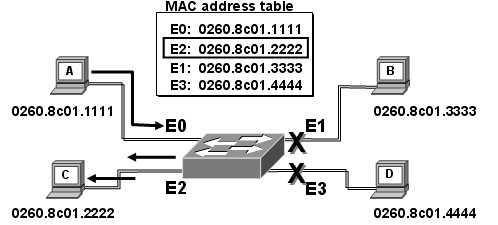 MAC address table
E0: 0260.8c01.1111
E2: 0260.8c01.2222
E1: 0260.8c01.3333
E3: 0260.8c01.4444
A
B
0260.8c01.1111
E0
E1
0260.8c01.3333
X
C
E2
X
E3
D
0260.8c01.2222
0260.8c01.4444